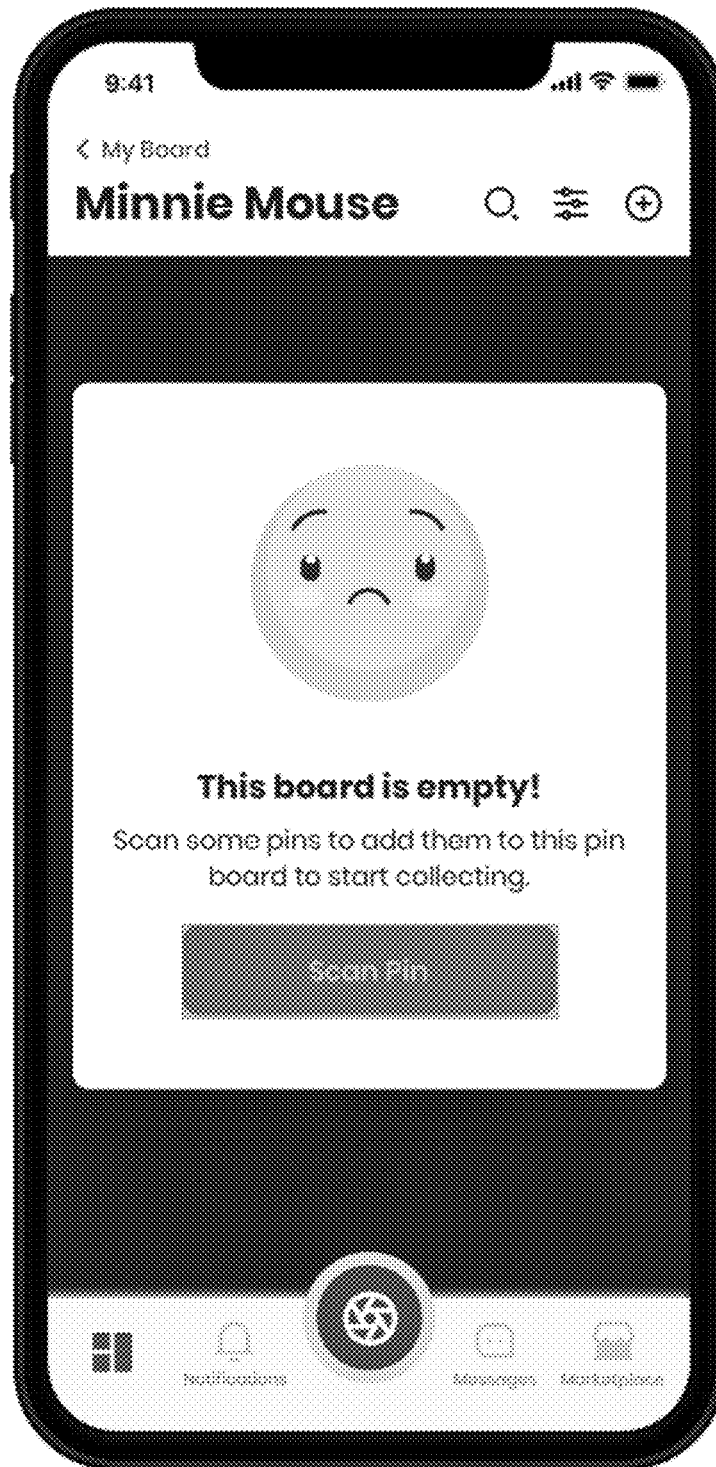 9:41
My Board
Minnie Mouse
This board is empty!
Scan some pins to add them to this pin
board to start collecting.
Scan Pin
Notifications
Messages
Marketplace